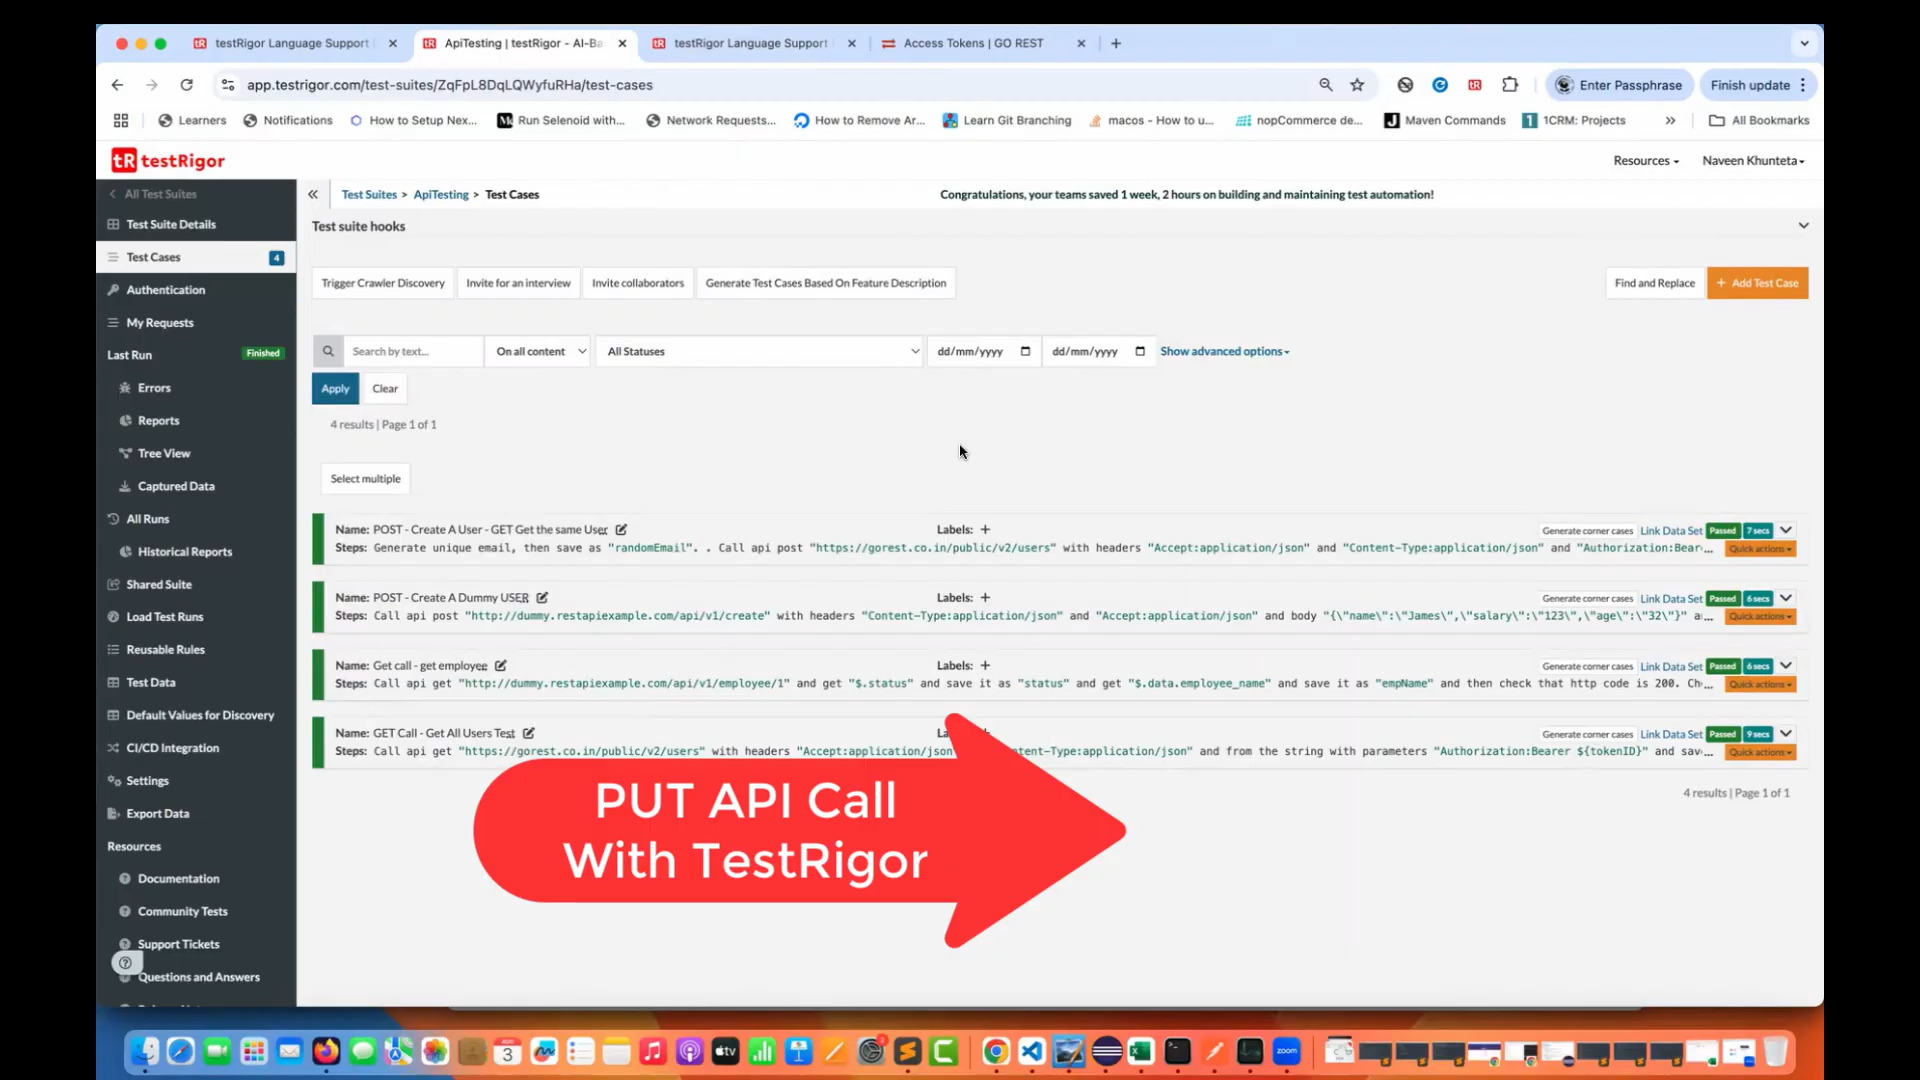 testRigor Language Support
ApiTesting | testRigor - AI-Ba
testRigor Language Support
Access Tokens | GO REST
app.testrigor.com/test-suites/ZqFpL8DqLQWyfuRHa/test-cases
Enter Passphrase
Finish update
Learners
Notifications
How to Setup Nex...
Run Selenoid with...
Network Requests...
How to Remove Ar...
Learn Git Branching
macos - How to u...
nopCommerce de...
Maven Commands
1CRM: Projects
»
All Bookmarks
tR testRigor
Resources
Naveen Khunteta
All Test Suites
Test Suite Details
Test Cases 4
Authentication
My Requests
Last Run Finished
Errors
Reports
Tree View
Captured Data
All Runs
Historical Reports
Shared Suite
Load Test Runs
Reusable Rules
Test Data
Default Values for Discovery
CI/CD Integration
Settings
Export Data
Resources
Documentation
Community Tests
Support Tickets
Questions and Answers
Test Suites > ApiTesting > Test Cases
Congratulations, your teams saved 1 week, 2 hours on building and maintaining test automation!
Test suite hooks
Trigger Crawler Discovery
Invite for an interview
Invite collaborators
Generate Test Cases Based On Feature Description
Find and Replace
+ Add Test Case
Search by text...
On all content
All Statuses
dd/mm/yyyy
dd/mm/yyyy
Show advanced options
Apply
Clear
4 results | Page 1 of 1
Select multiple
Name: POST - Create A User - GET Get the same User
Labels: +
Generate corner cases Link Data Set Passed 7 secs
Steps: Generate unique email, then save as "randomEmail". . Call api post "https://gorest.co.in/public/v2/users" with headers "Accept:application/json" and "Content-Type:application/json" and "Authorization:Bear...
Quick actions
Name: POST - Create A Dummy USER
Labels: +
Generate corner cases Link Data Set Passed 6 secs
Steps: Call api post "http://dummy.restapiexample.com/api/v1/create" with headers "Content-Type:application/json" and "Accept:application/json" and body "{\"name\":\"James\",\"salary\":\"123\",\"age\":\"32\"}" a...
Quick actions
Name: Get call - get employee
Labels: +
Generate corner cases Link Data Set Passed 6 secs
Steps: Call api get "http://dummy.restapiexample.com/api/v1/employee/1" and get "$.status" and save it as "status" and get "$.data.employee_name" and save it as "empName" and then check that http code is 200. Ch...
Quick actions
Name: GET Call - Get All Users Test
Generate corner cases Link Data Set Passed 9 secs
Steps: Call api get "https://gorest.co.in/public/v2/users" with headers "Accept:application/json ntent-Type:application/json" and from the string with parameters "Authorization:Bearer ${tokenID}" and sav...
Quick actions
4 results | Page 1 of 1
PUT API Call
With TestRigor
3
tv
zoom